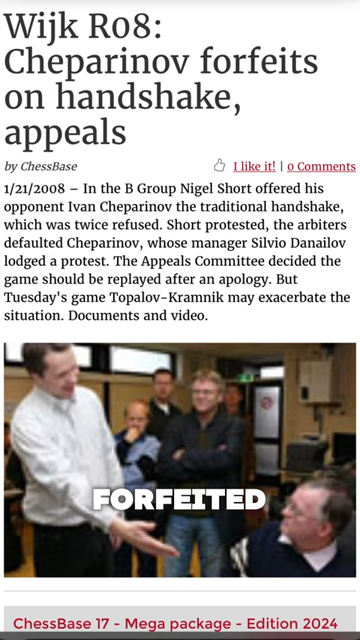 Wijk R08:
Cheparinov forfeits
on handshake,
appeals
by ChessBase
I like it! | 0 Comments
1/21/2008 – In the B Group Nigel Short offered his
opponent Ivan Cheparinov the traditional handshake,
which was twice refused. Short protested, the arbiters
defaulted Cheparinov, whose manager Silvio Danailov
lodged a protest. The Appeals Committee decided the
game should be replayed after an apology. But
Tuesday's game Topalov-Kramnik may exacerbate the
situation. Documents and video.
FORFEITED
ChessBase 17 - Mega package - Edition 2024